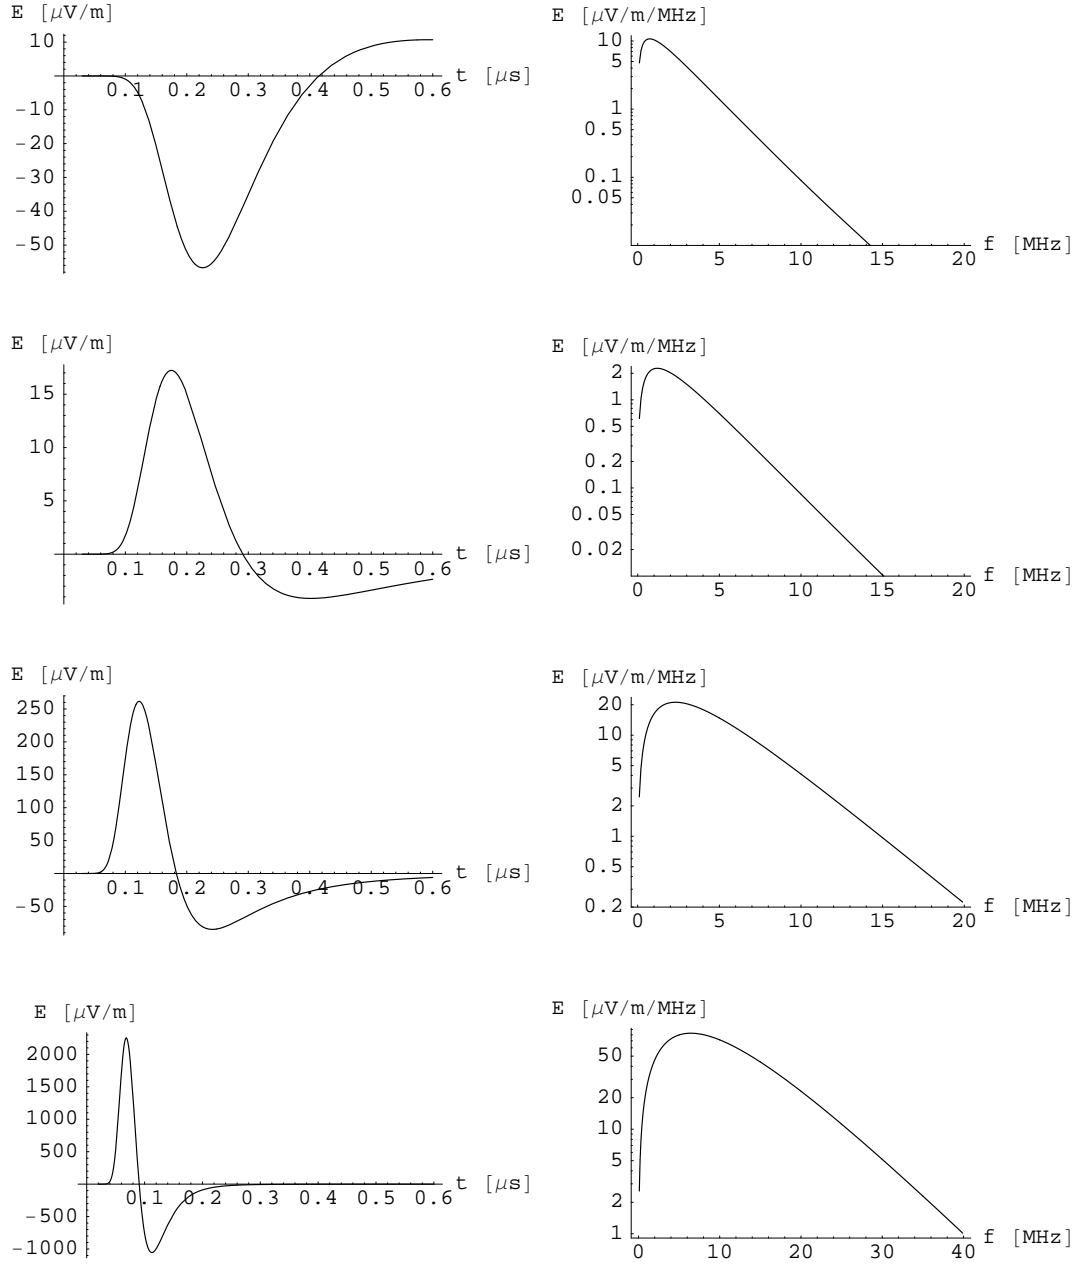 E [μV/m]
10
t [μs]
0.1 0.2 0.3 0.4 0.5 0.6
−10
−20
−30
−40
−50
E [μV/m/MHz]
10
5
1
0.5
0.1
0.05
f [MHz]
0 5 10 15 20
E [μV/m]
15
10
5
t [μs]
0.1 0.2 0.3 0.4 0.5 0.6
E [μV/m/MHz]
2
1
0.5
0.2
0.1
0.05
0.02
f [MHz]
0 5 10 15 20
E [μV/m]
250
200
150
100
50
t [μs]
0.1 0.2 0.3 0.4 0.5 0.6
−50
E [μV/m/MHz]
20
10
5
2
1
0.5
0.2
f [MHz]
0 5 10 15 20
E [μV/m]
2000
1500
1000
500
t [μs]
0.1 0.2 0.3 0.4 0.5 0.6
−500
−1000
E [μV/m/MHz]
50
20
10
5
2
1
f [MHz]
0 10 20 30 40